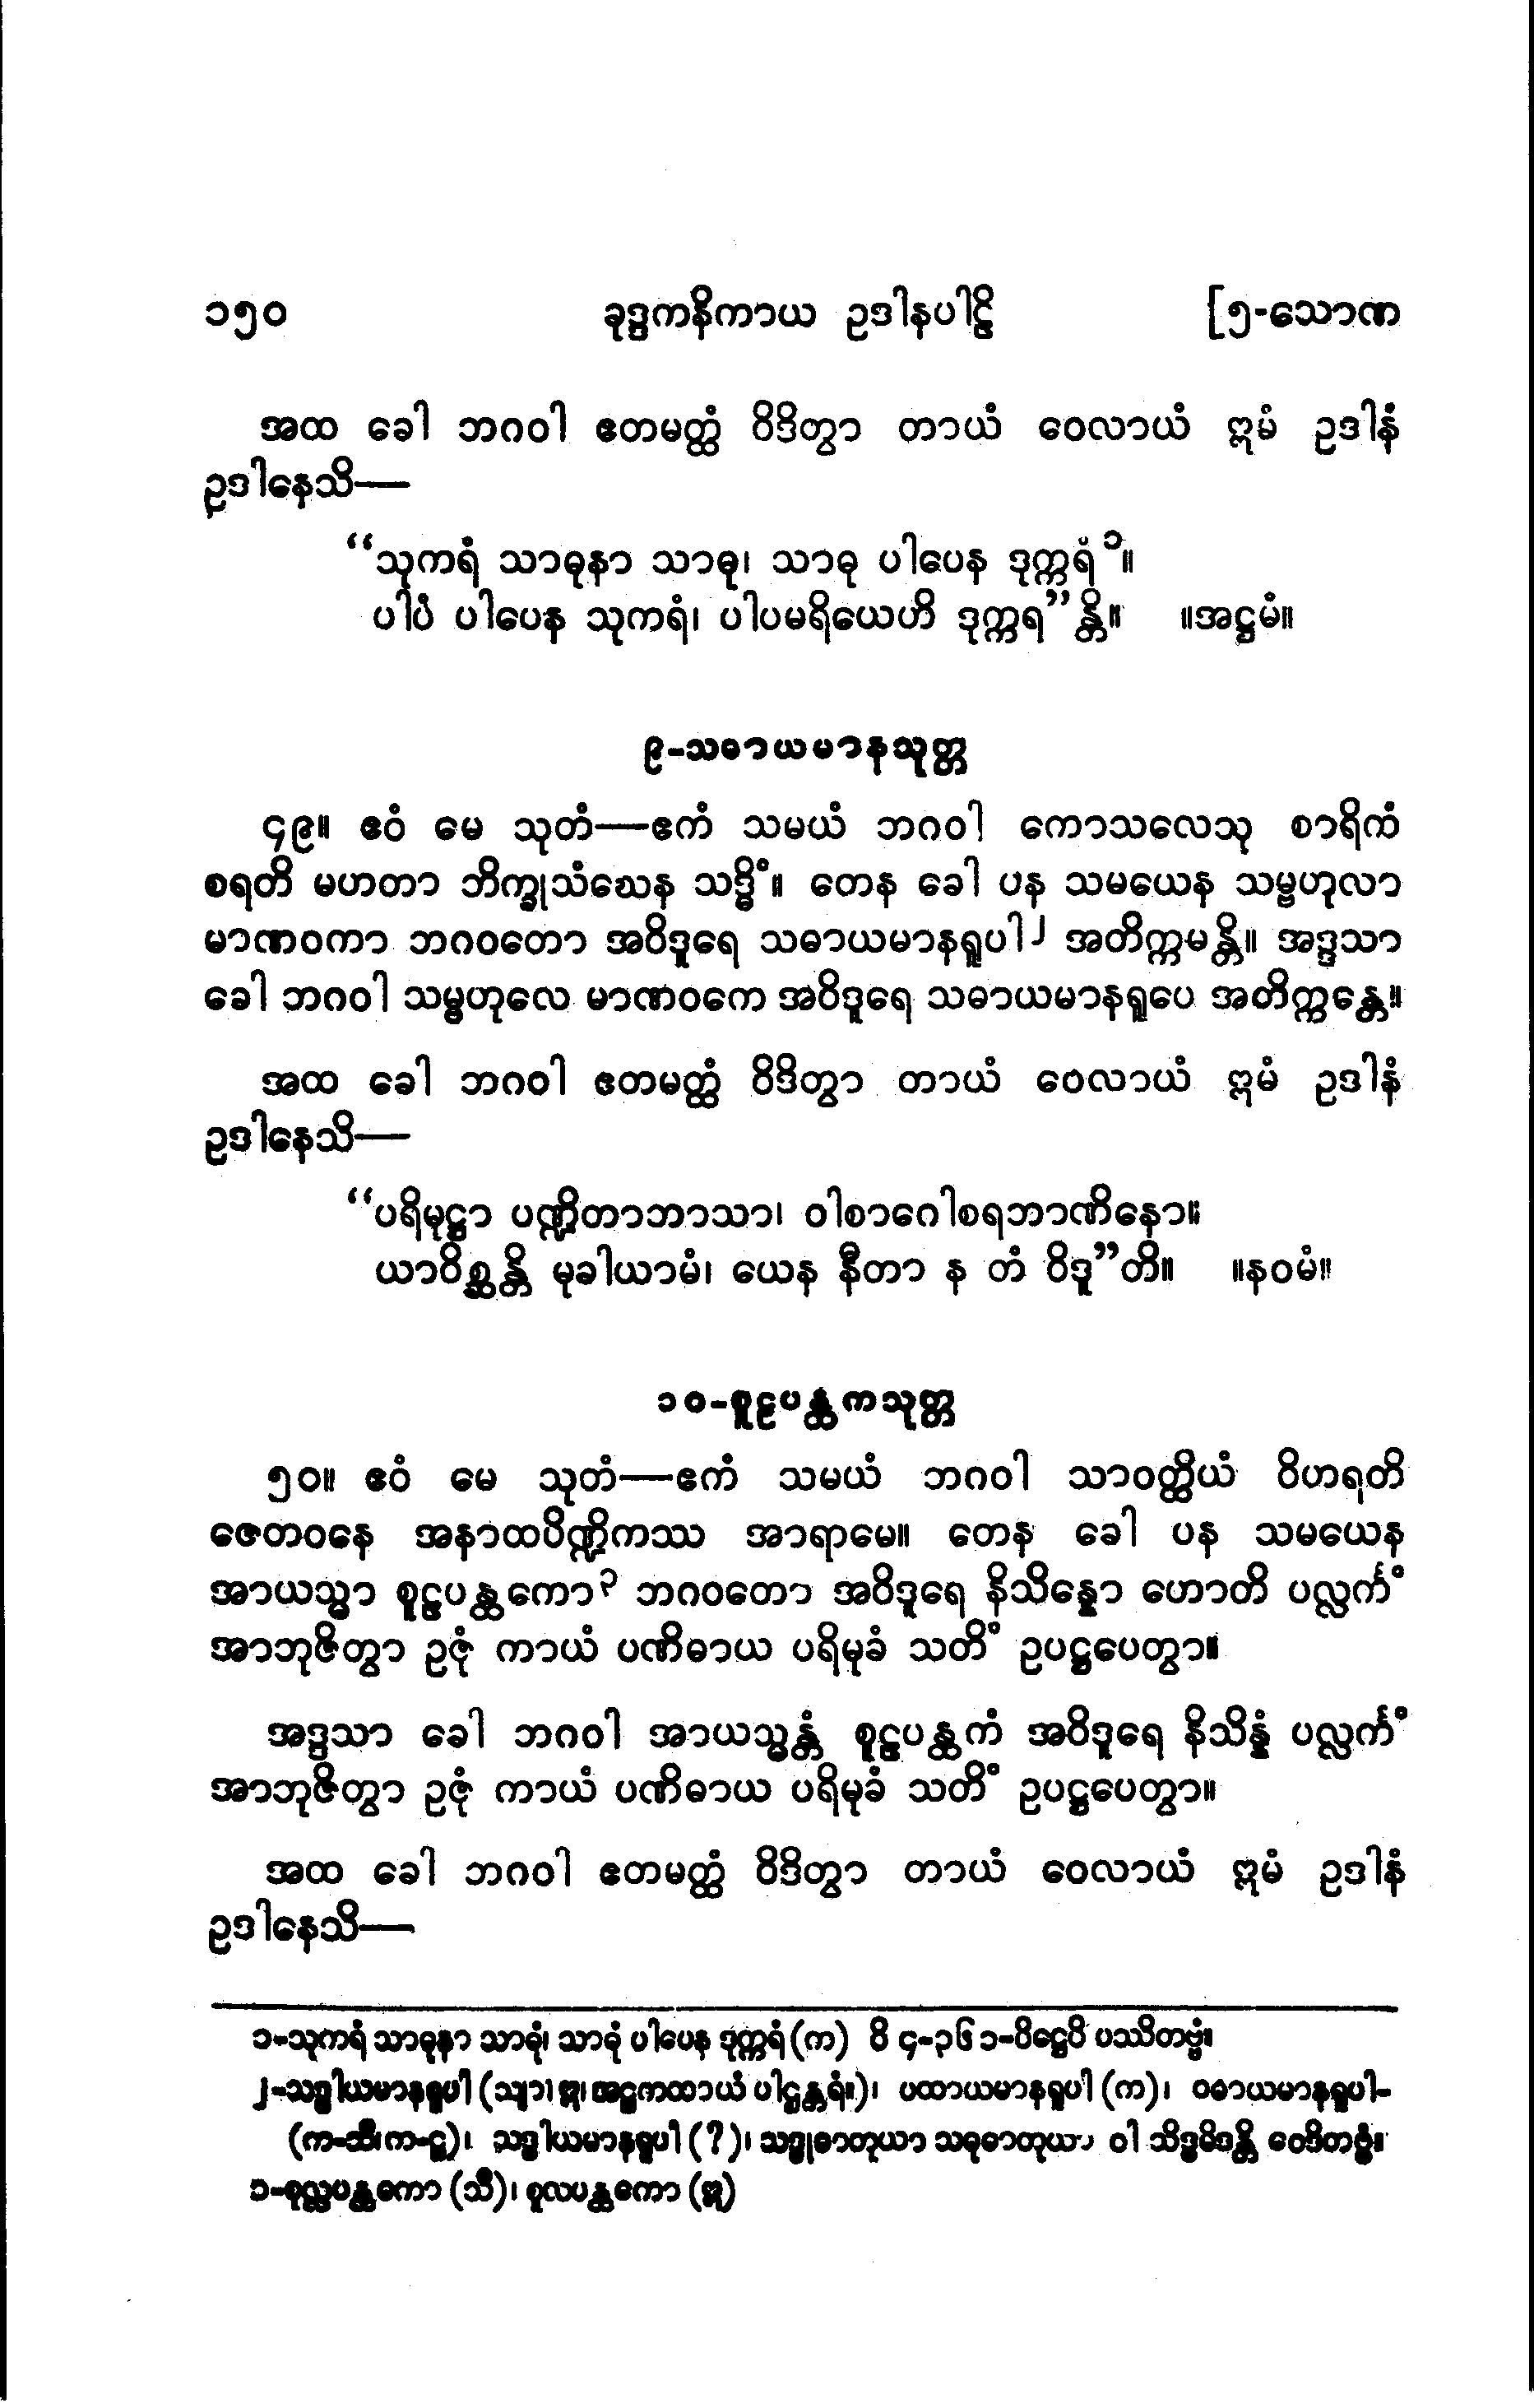 ၁၅၀ ခုဒ္ဒကနိကာယ ဥဒါနပါဠိ [၅-သောဏ
အထ ခေါ ဘဂဝါ ဧတမတ္ထံ ဝိဒိတွာ တာယံ ဝေလာယံ ဣမံ ဥဒါနံ
ဥဒါနေသိ—
“သုကရံ သာဓုနာ သာဓု၊ သာဓု ပါပေန ဒုက္ကရံ၁။
ပါပံ ပါပေန သုကရံ၊ ပါပမရိယေဟိ ဒုက္ကရ”န္တိ။ ။အဋ္ဌမံ။
၉-သဓာယမာနသုတ္တ
၄၉။ ဧဝံ မေ သုတံ—ဧကံ သမယံ ဘဂဝါ ကောသလေသု စာရိကံ
စရတိ မဟတာ ဘိက္ခုသံဃေန သဒ္ဓိံ။ တေန ခေါ ပန သမယေန သမ္ဗဟုလာ
မာဏဝကာ ဘဂဝတော အဝိဒူရေ သဓာယမာနရူပါ၂ အတိက္ကမန္တိ။ အဒ္ဒသာ
ခေါ ဘဂဝါ သမ္ဗဟုလေ မာဏဝကေ အဝိဒူရေ သဓာယမာနရူပေ အတိက္ကန္တေ။
အထ ခေါ ဘဂဝါ ဧတမတ္ထံ ဝိဒိတွာ တာယံ ဝေလာယံ ဣမံ ဥဒါနံ
ဥဒါနေသိ—
“ပရိမုဋ္ဌာ ပဏ္ဍိတာဘာသာ၊ ဝါစာဂေါစရဘာဏိနော။
ယာဝိစ္ဆန္တိ မုခါယာမံ၊ ယေန နီတာ န တံ ဝိဒူ”တိ။ ။နဝမံ။
၁၀-စူဠပန္ထကသုတ္တ
၅၀။ ဧဝံ မေ သုတံ—ဧကံ သမယံ ဘဂဝါ သာဝတ္ထိယံ ဝိဟရတိ
ဇေတဝနေ အနာထပိဏ္ဍိကဿ အာရာမေ။ တေန ခေါ ပန သမယေန
အာယသ္မာ စူဠပန္ထကော၃ ဘဂဝတော အဝိဒူရေ နိသိန္နော ဟောတိ ပလ္လင်္ကံ
အာဘုဇိတွာ ဥဇုံ ကာယံ ပဏိဓာယ ပရိမုခံ သတိံ ဥပဋ္ဌပေတွာ။
အဒ္ဒသာ ခေါ ဘဂဝါ အာယသ္မန္တံ စူဠပန္ထကံ အဝိဒူရေ နိသိန္နံ ပလ္လင်္ကံ
အာဘုဇိတွာ ဥဇုံ ကာယံ ပဏိဓာယ ပရိမုခံ သတိံ ဥပဋ္ဌပေတွာ။
အထ ခေါ ဘဂဝါ ဧတမတ္ထံ ဝိဒိတွာ တာယံ ဝေလာယံ ဣမံ ဥဒါနံ
ဥဒါနေသိ—
၁-သုကရံ သာဓုနာ သာဓုံ၊ သာဓုံ ပါပေန ဒုက္ကရံ (က) ဝိ ၄-၃၆၁-ပိဋ္ဌေပိ ပဿိတဗ္ဗံ။
၂-သဒ္ဓါယမာနရူပါ (သျာ၊ ဣ၊ အဋ္ဌကထာယံ ပါဌန္တရံ။)၊ ပထာယမာနရူပါ (က)၊ ဝဓာယမာနရူပါ-
(က-သီ၊ က-ဋ္ဌ)၊ သဒ္ဓါယမာနရူပါ (?)၊ သဒ္ဓုဓာတုယာ သဓုဓာတုယာ ဝါ သိဒ္ဓမိဒန္တိ ဝေဒိတဗ္ဗံ။
၁-စုလ္လပန္ထကော (သီ)၊ စူလပန္ထကော (ဣ)